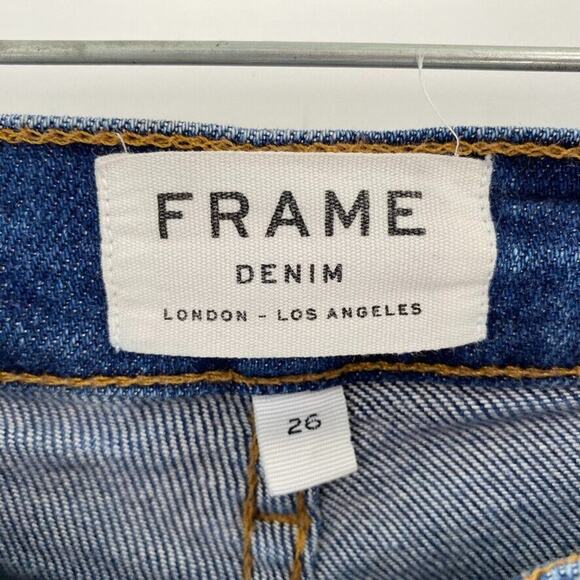 FRAME
DENIM
LONDON - LOS ANGELES
26